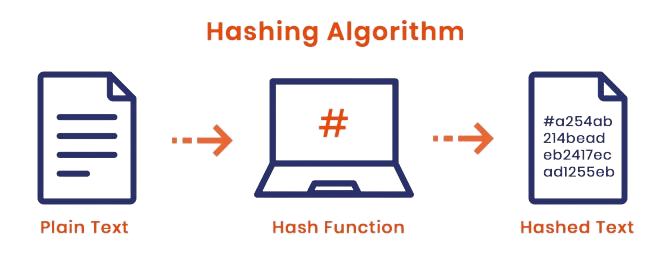 Hashing Algorithm
#
#a254ab
214bead
eb2417ec
ad1255eb
Plain Text
Hash Function
Hashed Text